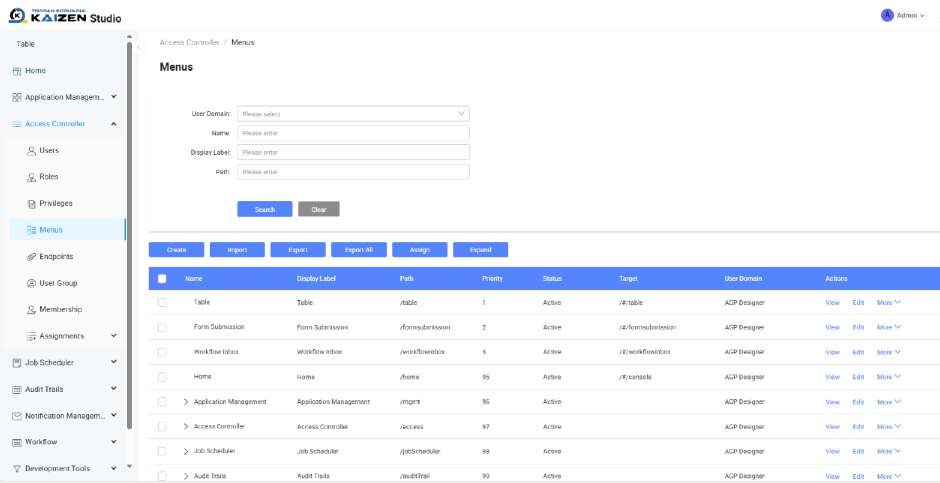 KAIZEN Studio
A Admin
Table
Home
Application Managem...
Access Controller
Users
Roles
Privileges
Menus
Endpoints
User Group
Membership
Assignments
Job Scheduler
Audit Trails
Notification Managem...
Workflow
Development Tools
Access Controller / Menus
Menus
User Domain: Please select
Name: Please enter
Display Label: Please enter
Path: Please enter
Search Clear
Create Import Export Export All Assign Expand
Name Display Label Path Priority Status Target User Domain Actions
Table Table /table 1 Active /#/table AGP Designer View Edit More
Form Submission Form Submission /formsubmission 2 Active /#/formsubmission AGP Designer View Edit More
Workflow Inbox Workflow Inbox /workflowinbox 3 Active /#/workflowinbox AGP Designer View Edit More
Home Home /home 95 Active /#/console AGP Designer View Edit More
Application Management Application Management /mgmt 96 Active AGP Designer View Edit More
Access Controller Access Controller /access 97 Active AGP Designer View Edit More
Job Scheduler Job Scheduler /jobScheduler 98 Active AGP Designer View Edit More
Audit Trails Audit Trails /auditTrail 99 Active AGP Designer View Edit More